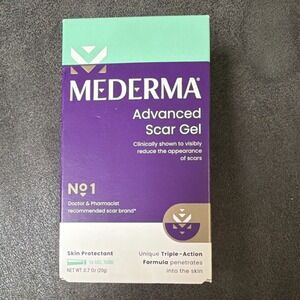 MEDERMA®
Advanced
Scar Gel
Clinically shown to visibly
reduce the appearance
of scars
No1
Doctor & Pharmacist
recommended scar brand*
Skin Protectant
Unique Triple-Action
Formula penetrates
into the skin
NET WT. 0.7 Oz (20g)